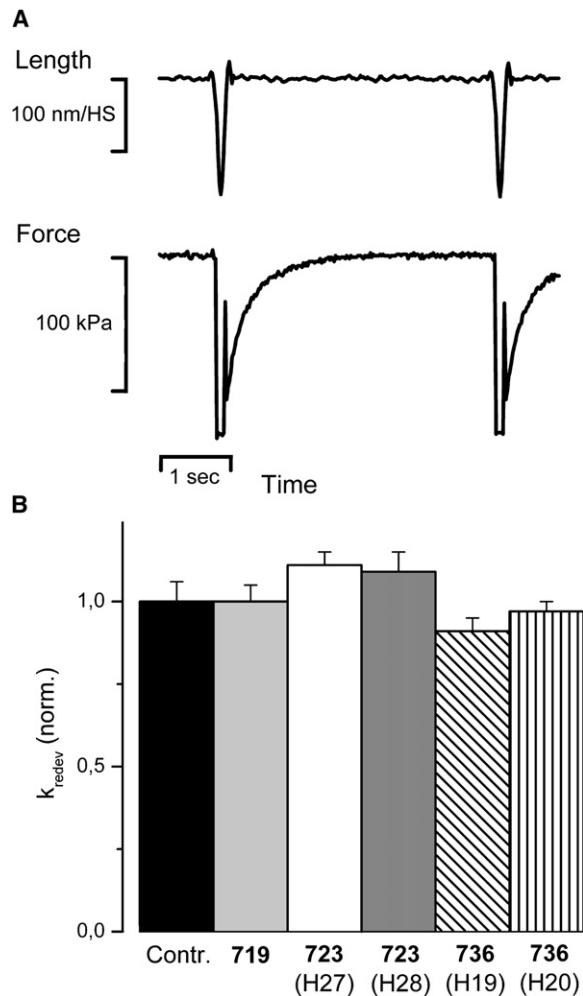 A
Length
100 nm/HS
Force
100 kPa
1 sec
Time
B
k_redev (norm.)
1,0
0,5
0,0
Contr. 719 723 723 736 736
(H27) (H28) (H19) (H20)